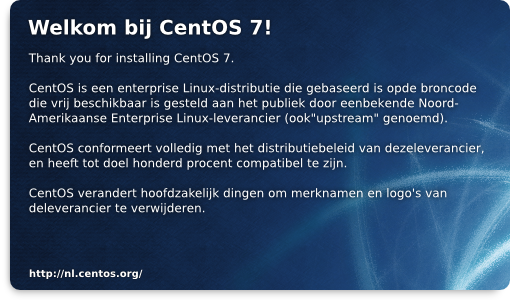 Welkom bij CentOS 7!
Thank you for installing CentOS 7.
CentOS is een enterprise Linux-distributie die gebaseerd is opde broncode
die vrij beschikbaar is gesteld aan het publiek door eenbekende Noord-
Amerikaanse Enterprise Linux-leverancier (ook"upstream" genoemd).
CentOS conformeert volledig met het distributiebeleid van dezeleverancier,
en heeft tot doel honderd procent compatibel te zijn.
CentOS verandert hoofdzakelijk dingen om merknamen en logo's van
deleverancier te verwijderen.
http://nl.centos.org/